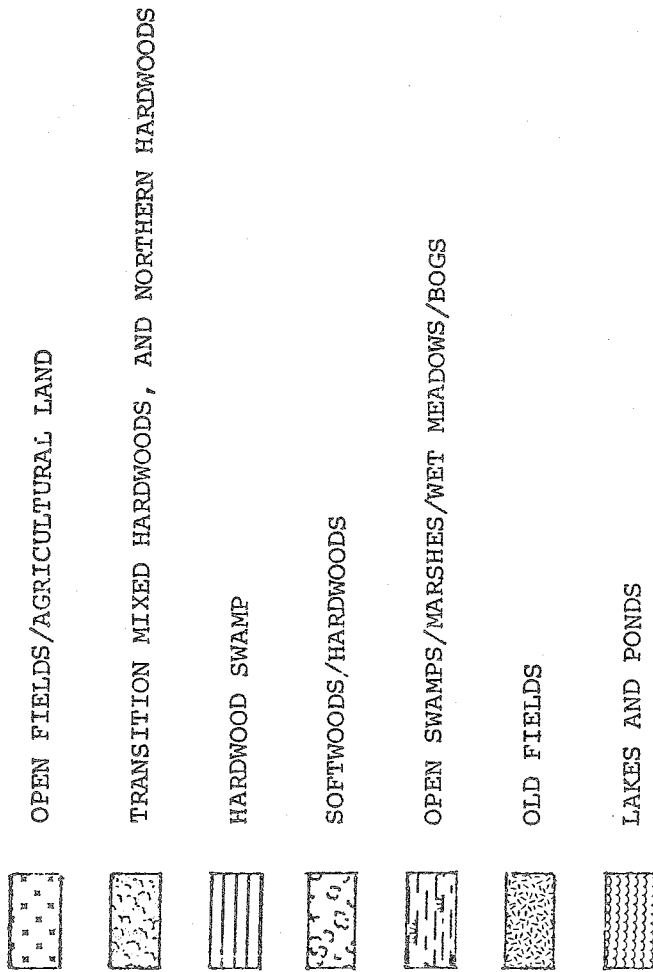 OPEN FIELDS/AGRICULTURAL LAND
TRANSITION MIXED HARDWOODS, AND NORTHERN HARDWOODS
HARDWOOD SWAMP
SOFTWOODS/HARDWOODS
OPEN SWAMPS/MARSHES/WET MEADOWS/BOGS
OLD FIELDS
LAKES AND PONDS